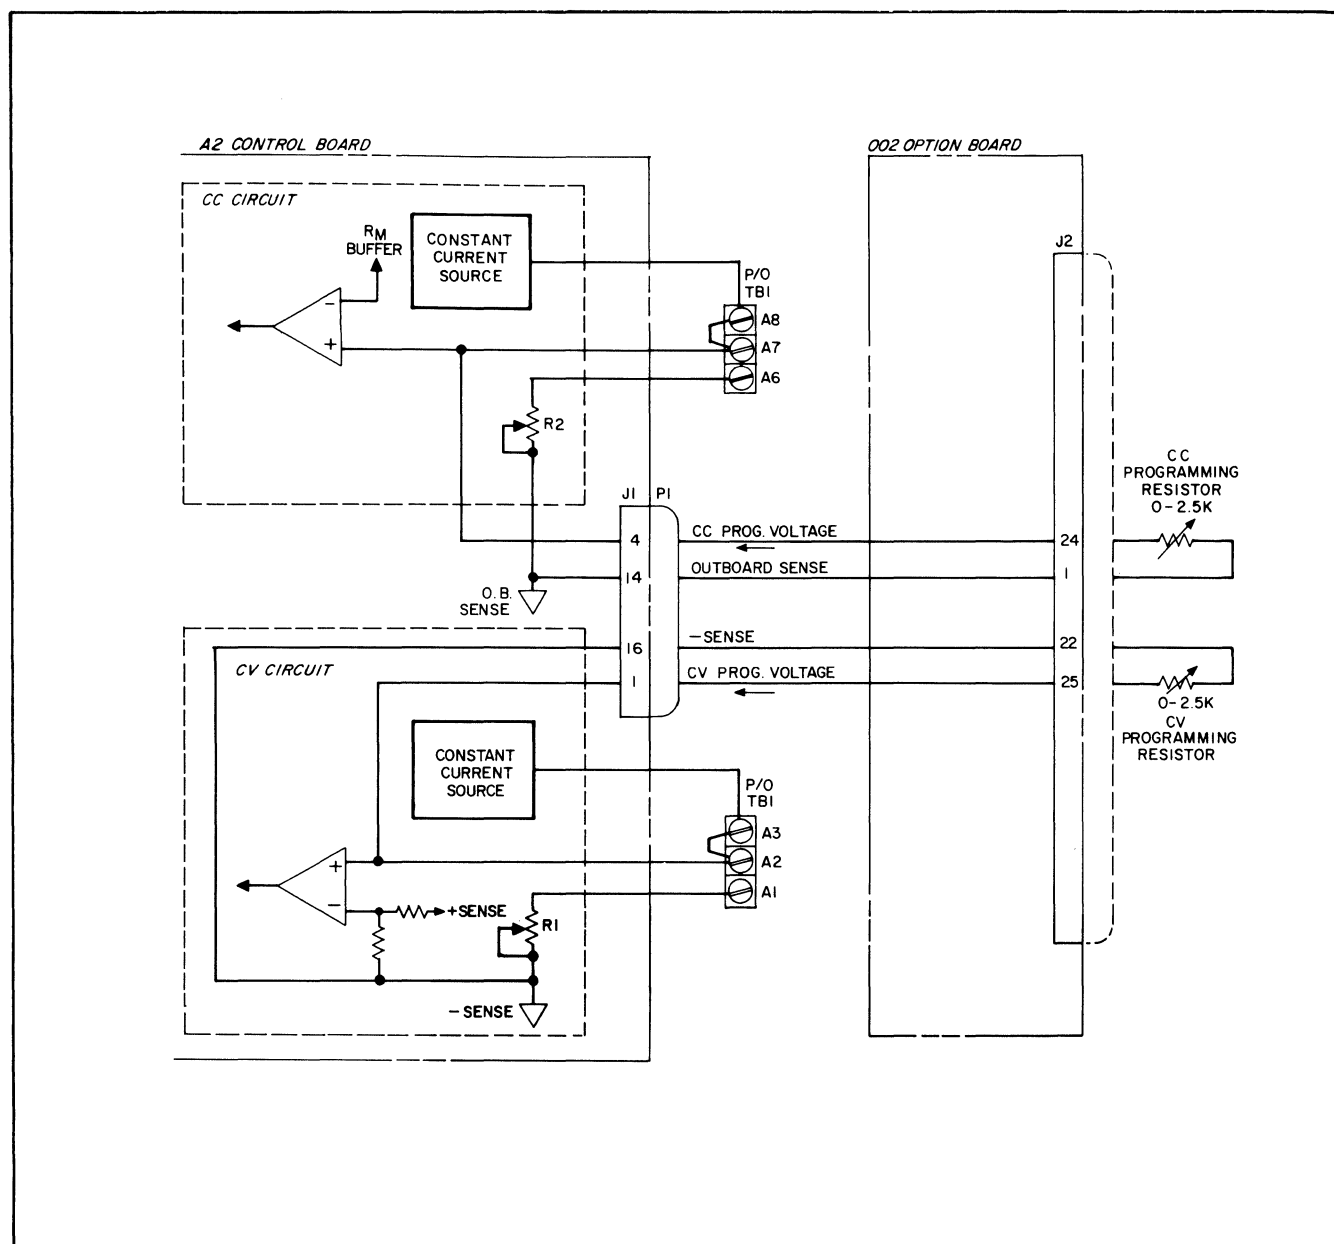 A2 CONTROL BOARD
002 OPTION BOARD
CC CIRCUIT
RM
BUFFER
CONSTANT
CURRENT
SOURCE
-
+
P/O
TB1
A8
A7
A6
R2
J2
CC
PROGRAMMING
RESISTOR
0-2.5K
J1 P1
4
CC PROG. VOLTAGE
24
14
OUTBOARD SENSE
1
O.B.
SENSE
16
-SENSE
22
CV CIRCUIT
1
CV PROG. VOLTAGE
25
0-2.5K
CV
PROGRAMMING
RESISTOR
CONSTANT
CURRENT
SOURCE
P/O
TB1
A3
A2
A1
+
-
+SENSE
R1
-SENSE